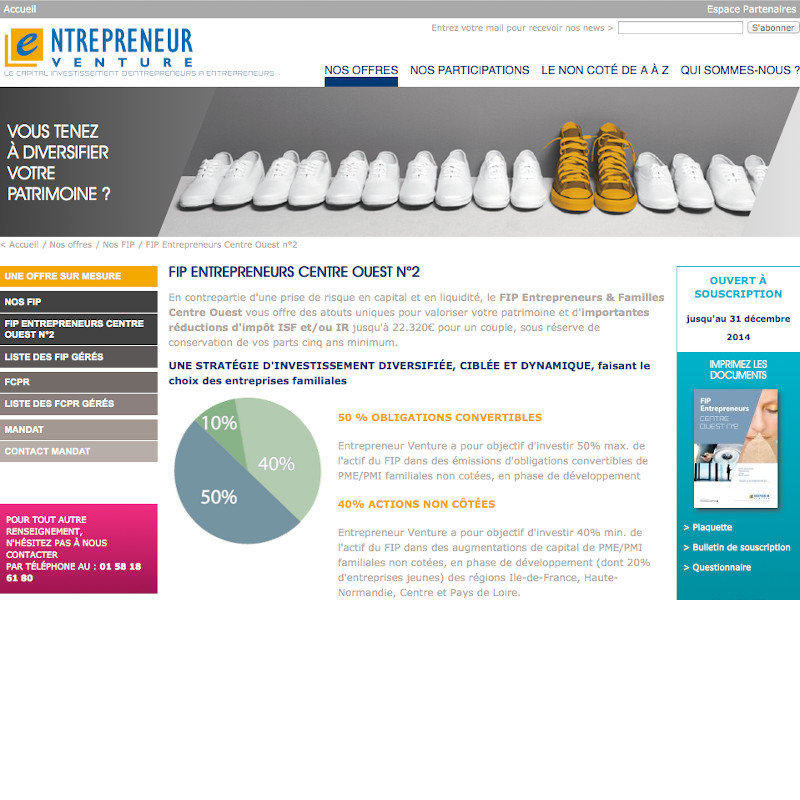 Accueil
Espace Partenaires
Entrez votre mail pour recevoir nos news >
S'abonner
eNTREPRENEUR
VENTURE
LE CAPITAL INVESTISSEMENT D'ENTREPRENEURS A ENTREPRENEURS
NOS OFFRES
NOS PARTICIPATIONS
LE NON COTÉ DE A À Z
QUI SOMMES-NOUS ?
VOUS TENEZ
À DIVERSIFIER
VOTRE
PATRIMOINE ?
< Accueil / Nos offres / Nos FIP / FIP Entrepreneurs Centre Ouest n°2
UNE OFFRE SUR MESURE
NOS FIP
FIP ENTREPRENEURS CENTRE
OUEST N°2
LISTE DES FIP GÉRÉS
FCPR
LISTE DES FCPR GÉRÉS
MANDAT
CONTACT MANDAT
POUR TOUT AUTRE
RENSEIGNEMENT,
N'HÉSITEZ PAS À NOUS
CONTACTER
PAR TÉLÉPHONE AU : 01 58 18
61 80
FIP ENTREPRENEURS CENTRE OUEST N°2
En contrepartie d'une prise de risque en capital et en liquidité, le FIP Entrepreneurs & Familles
Centre Ouest vous offre des atouts uniques pour valoriser votre patrimoine et d'importantes
réductions d'impôt ISF et/ou IR jusqu'à 22.320€ pour un couple, sous réserve de
conservation de vos parts cinq ans minimum.
UNE STRATÉGIE D'INVESTISSEMENT DIVERSIFIÉE, CIBLÉE ET DYNAMIQUE, faisant le
choix des entreprises familiales
10%
40%
50%
50 % OBLIGATIONS CONVERTIBLES
Entrepreneur Venture a pour objectif d'investir 50% max. de
l'actif du FIP dans des émissions d'obligations convertibles de
PME/PMI familiales non cotées, en phase de développement
40% ACTIONS NON CÔTÉES
Entrepreneur Venture a pour objectif d'investir 40% min. de
l'actif du FIP dans des augmentations de capital de PME/PMI
familiales non cotées, en phase de développement (dont 20%
d'entreprises jeunes) des régions Ile-de-France, Haute-
Normandie, Centre et Pays de Loire.
OUVERT À
SOUSCRIPTION
jusqu'au 31 décembre
2014
IMPRIMEZ LES
DOCUMENTS
FIP
Entrepreneurs
CENTRE
OUEST N°2
> Plaquette
> Bulletin de souscription
> Questionnaire